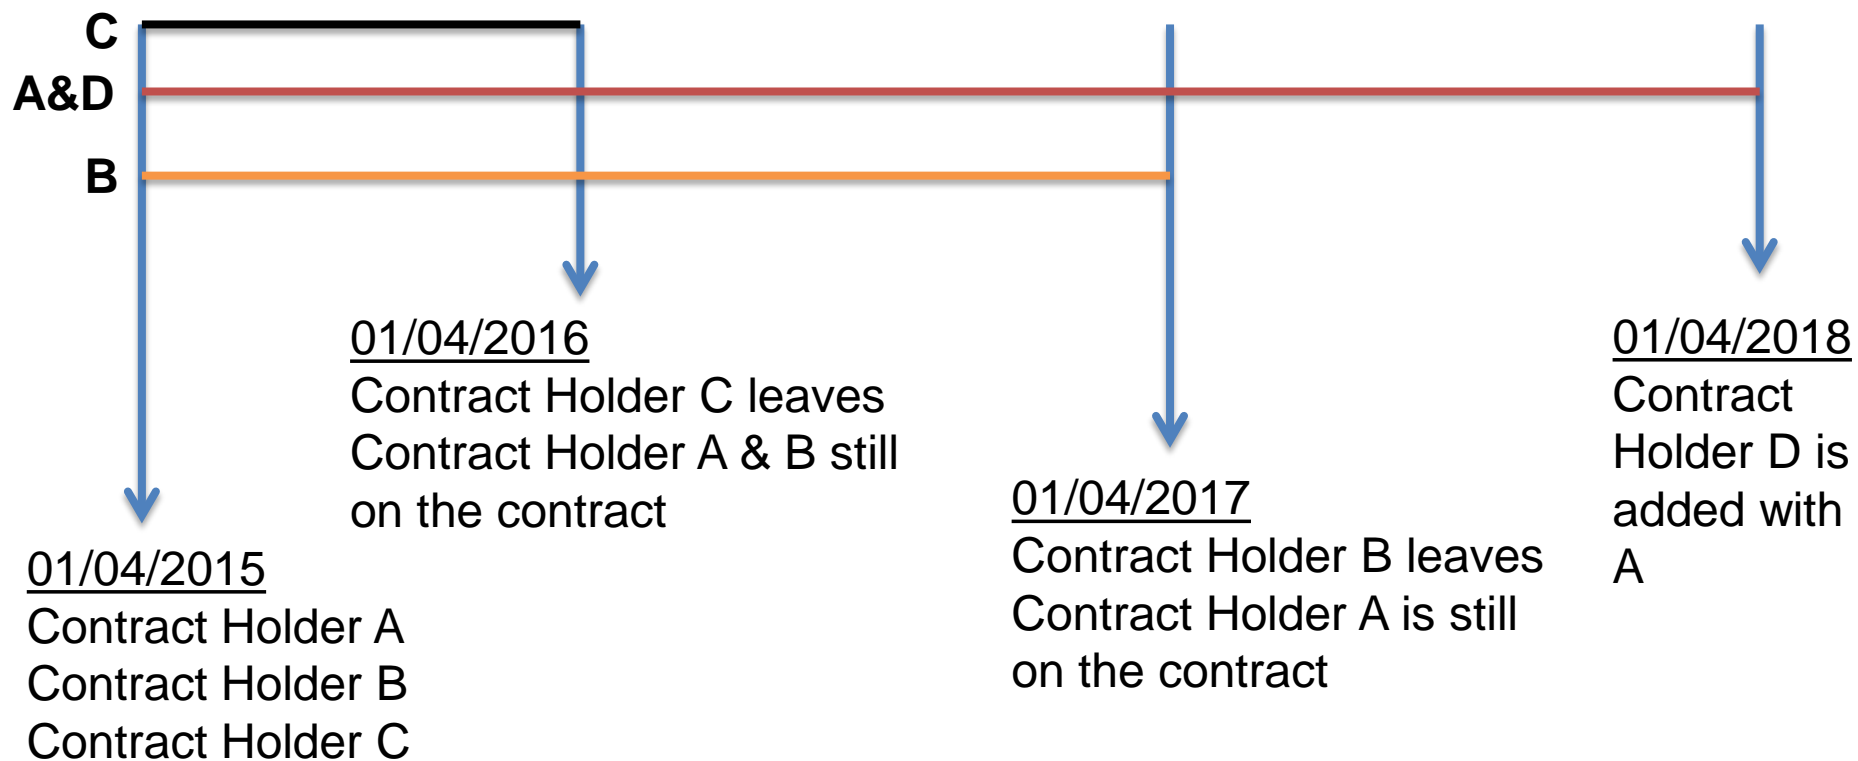 C
A&D
B
01/04/2016
Contract Holder C leaves
Contract Holder A & B still
on the contract
01/04/2018
Contract
Holder D is
added with
A
01/04/2017
Contract Holder B leaves
Contract Holder A is still
on the contract
01/04/2015
Contract Holder A
Contract Holder B
Contract Holder C